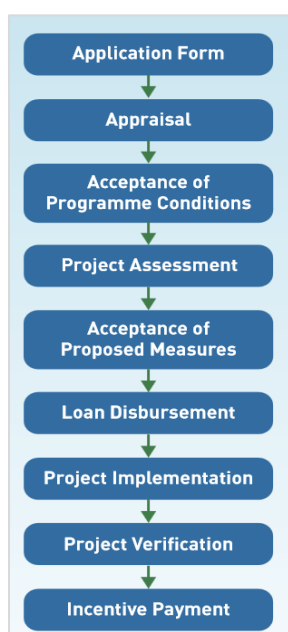 Application Form
Appraisal
Acceptance of
Programme Conditions
Project Assessment
Acceptance of
Proposed Measures
Loan Disbursement
Project Implementation
Project Verification
Incentive Payment